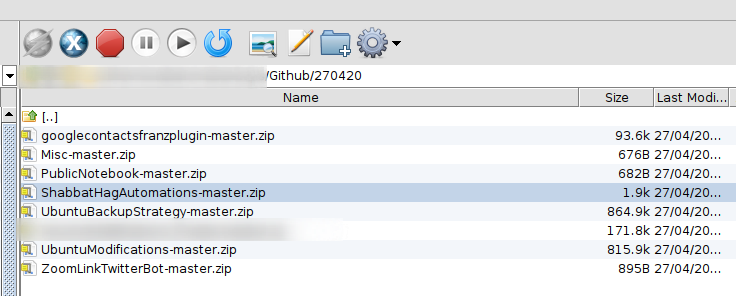 /Github/270420
Name Size Last Modi...
[..]
googlecontactsfranzplugin-master.zip 93.6k 27/04/20...
Misc-master.zip 676B 27/04/20...
PublicNotebook-master.zip 682B 27/04/20...
ShabbatHagAutomations-master.zip 1.9k 27/04/20...
UbuntuBackupStrategy-master.zip 864.9k 27/04/20...
171.8k 27/04/20...
UbuntuModifications-master.zip 815.9k 27/04/20...
ZoomLinkTwitterBot-master.zip 895B 27/04/20...